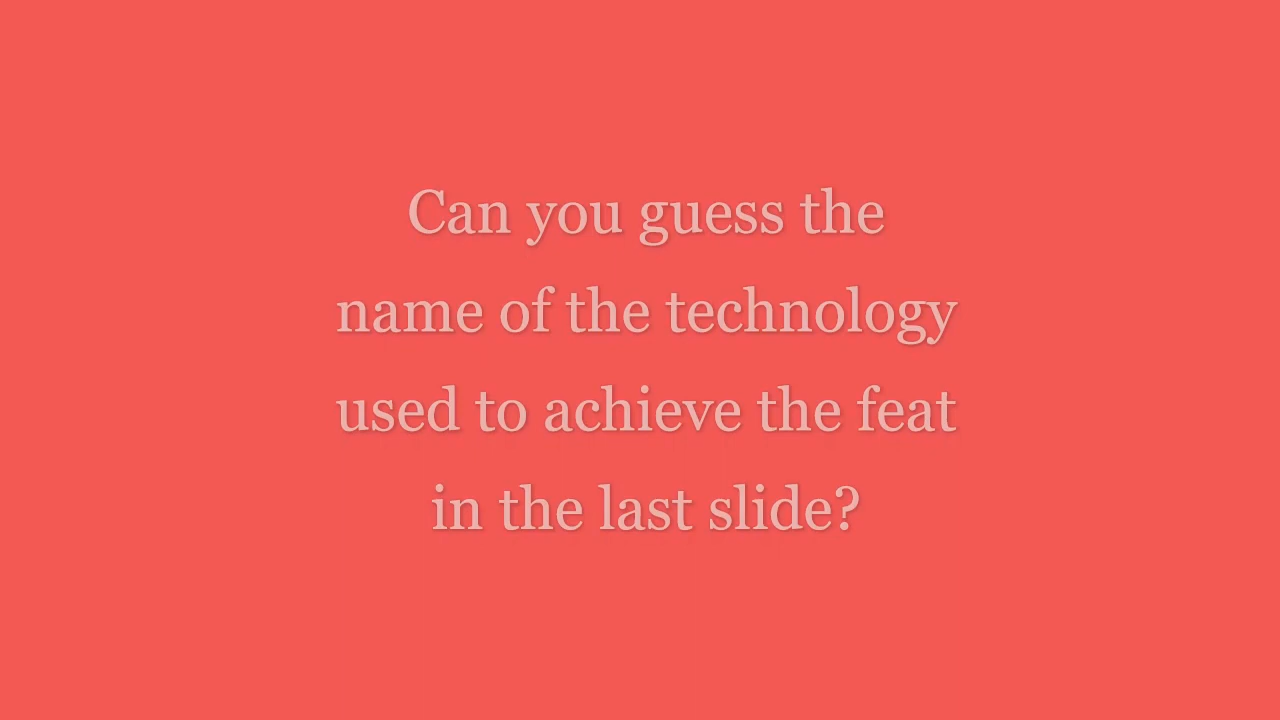 Can you guess the
name of the technology
used to achieve the feat
in the last slide?